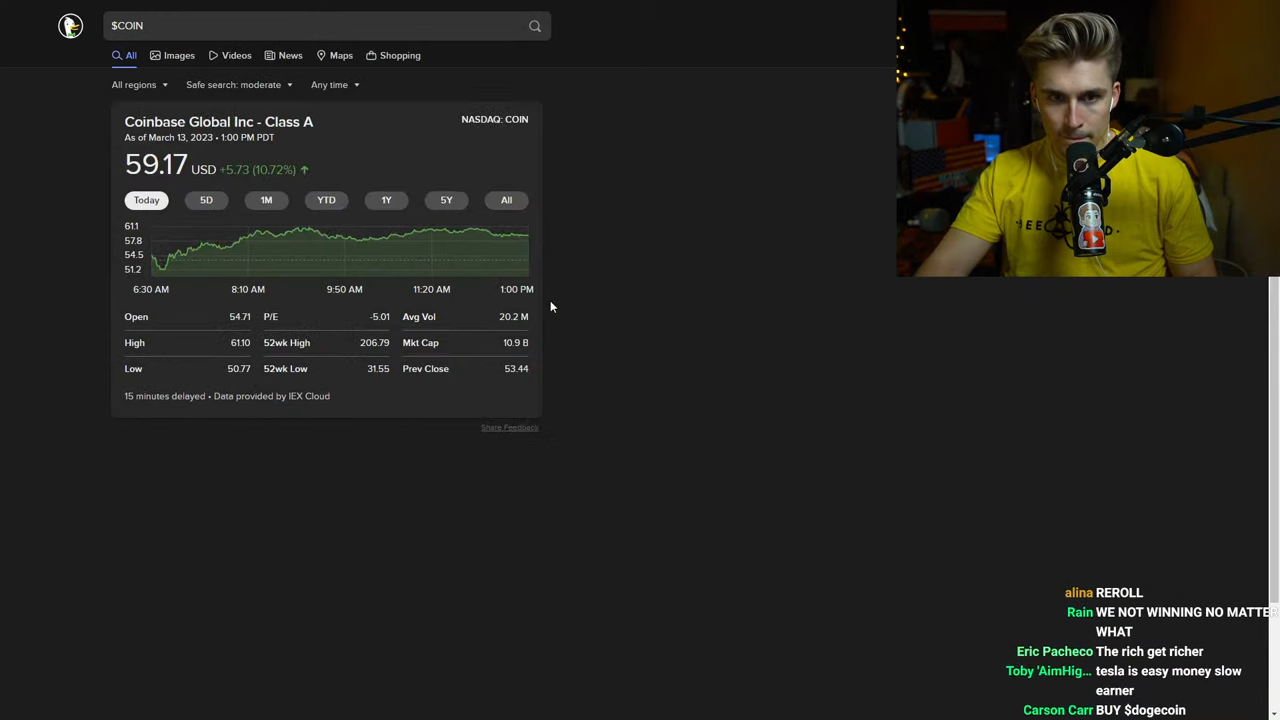 $COIN
All
Images
Videos
News
Maps
Shopping
All regions
Safe search: moderate
Any time
Coinbase Global Inc - Class A
NASDAQ: COIN
As of March 13, 2023 • 1:00 PM PDT
59.17 USD +5.73 (10.72%) ↑
Today 5D 1M YTD 1Y 5Y All
61.1
57.8
54.5
51.2
6:30 AM 8:10 AM 9:50 AM 11:20 AM 1:00 PM
Open 54.71 P/E -5.01 Avg Vol 20.2 M
High 61.10 52wk High 206.79 Mkt Cap 10.9 B
Low 50.77 52wk Low 31.55 Prev Close 53.44
15 minutes delayed • Data provided by IEX Cloud
Share Feedback
alina REROLL
Rain WE NOT WINNING NO MATTER
WHAT
Eric Pacheco The rich get richer
Toby 'AimHig... tesla is easy money slow
earner
Carson Carr BUY $dogecoin